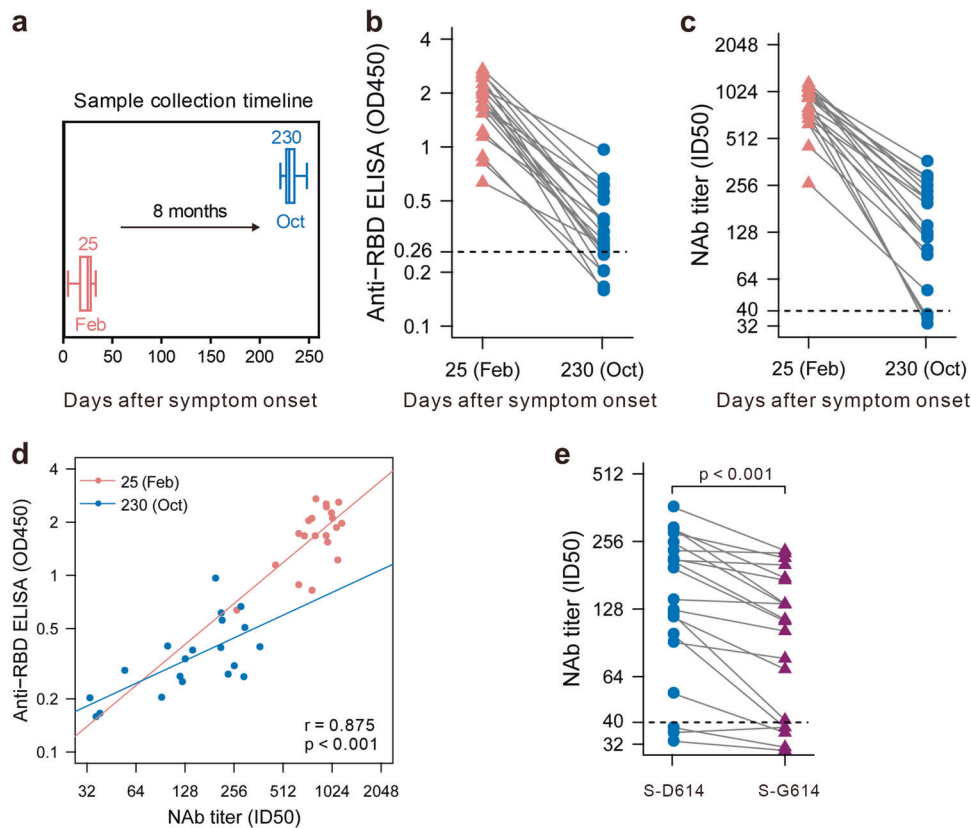 a
Sample collection timeline
230
Oct
8 months
25
Feb
0 50 100 150 200 250
Days after symptom onset
b
Anti−RBD ELISA (OD450)
4
2
1
0.5
0.26
0.2
0.1
25 (Feb) 230 (Oct)
Days after symptom onset
c
NAb titer (ID50)
2048
1024
512
256
128
64
40
32
25 (Feb) 230 (Oct)
Days after symptom onset
d
Anti−RBD ELISA (OD450)
4
2
1
0.5
0.2
0.1
25 (Feb)
230 (Oct)
r = 0.875
p < 0.001
32 64 128 256 512 1024 2048
NAb titer (ID50)
e
NAb titer (ID50)
p < 0.001
512
256
128
64
40
32
S-D614 S-G614